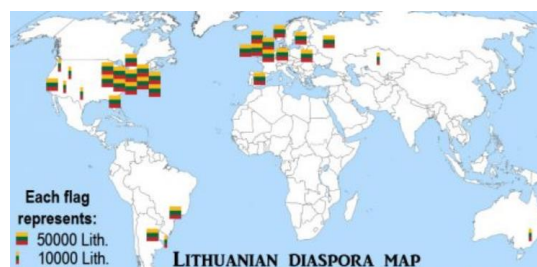 Each flag
represents:
50000 Lith.
10000 Lith.
LITHUANIAN DIASPORA MAP